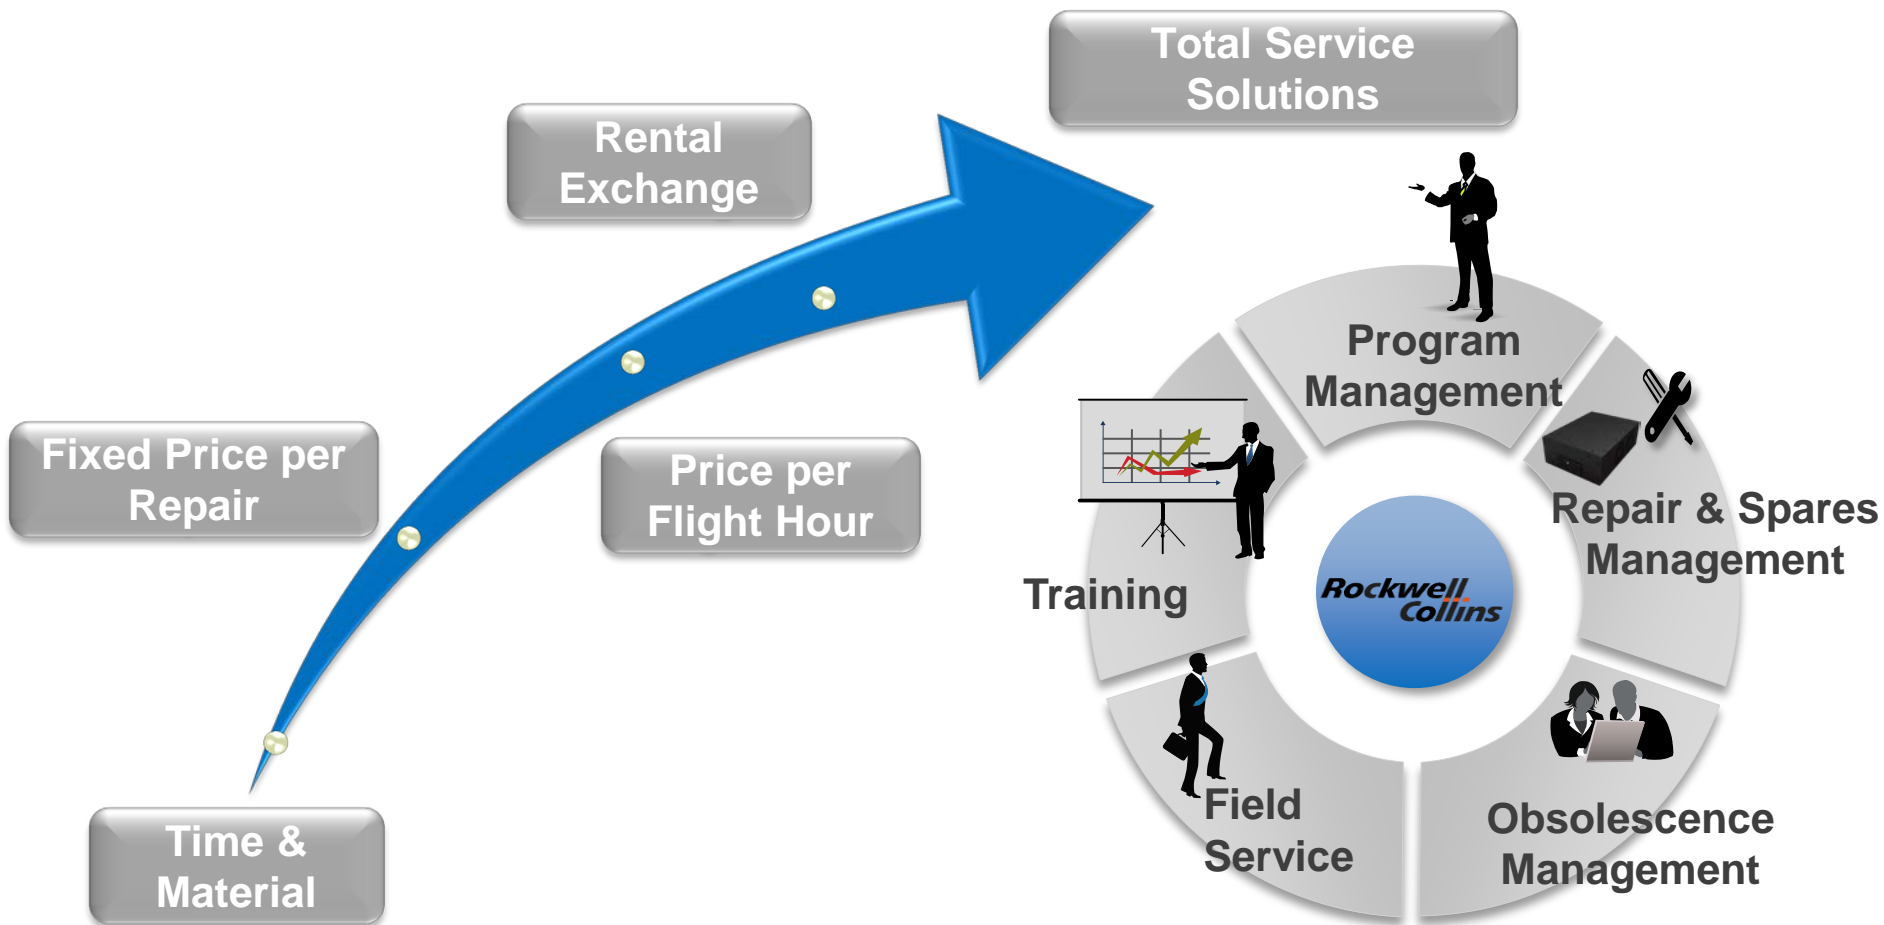 Total Service
Solutions
Rental
Exchange
Fixed Price per
Repair
Price per
Flight Hour
Time &
Material
Program
Management
Repair & Spares
Management
Training
Rockwell
Collins
Field
Service
Obsolescence
Management